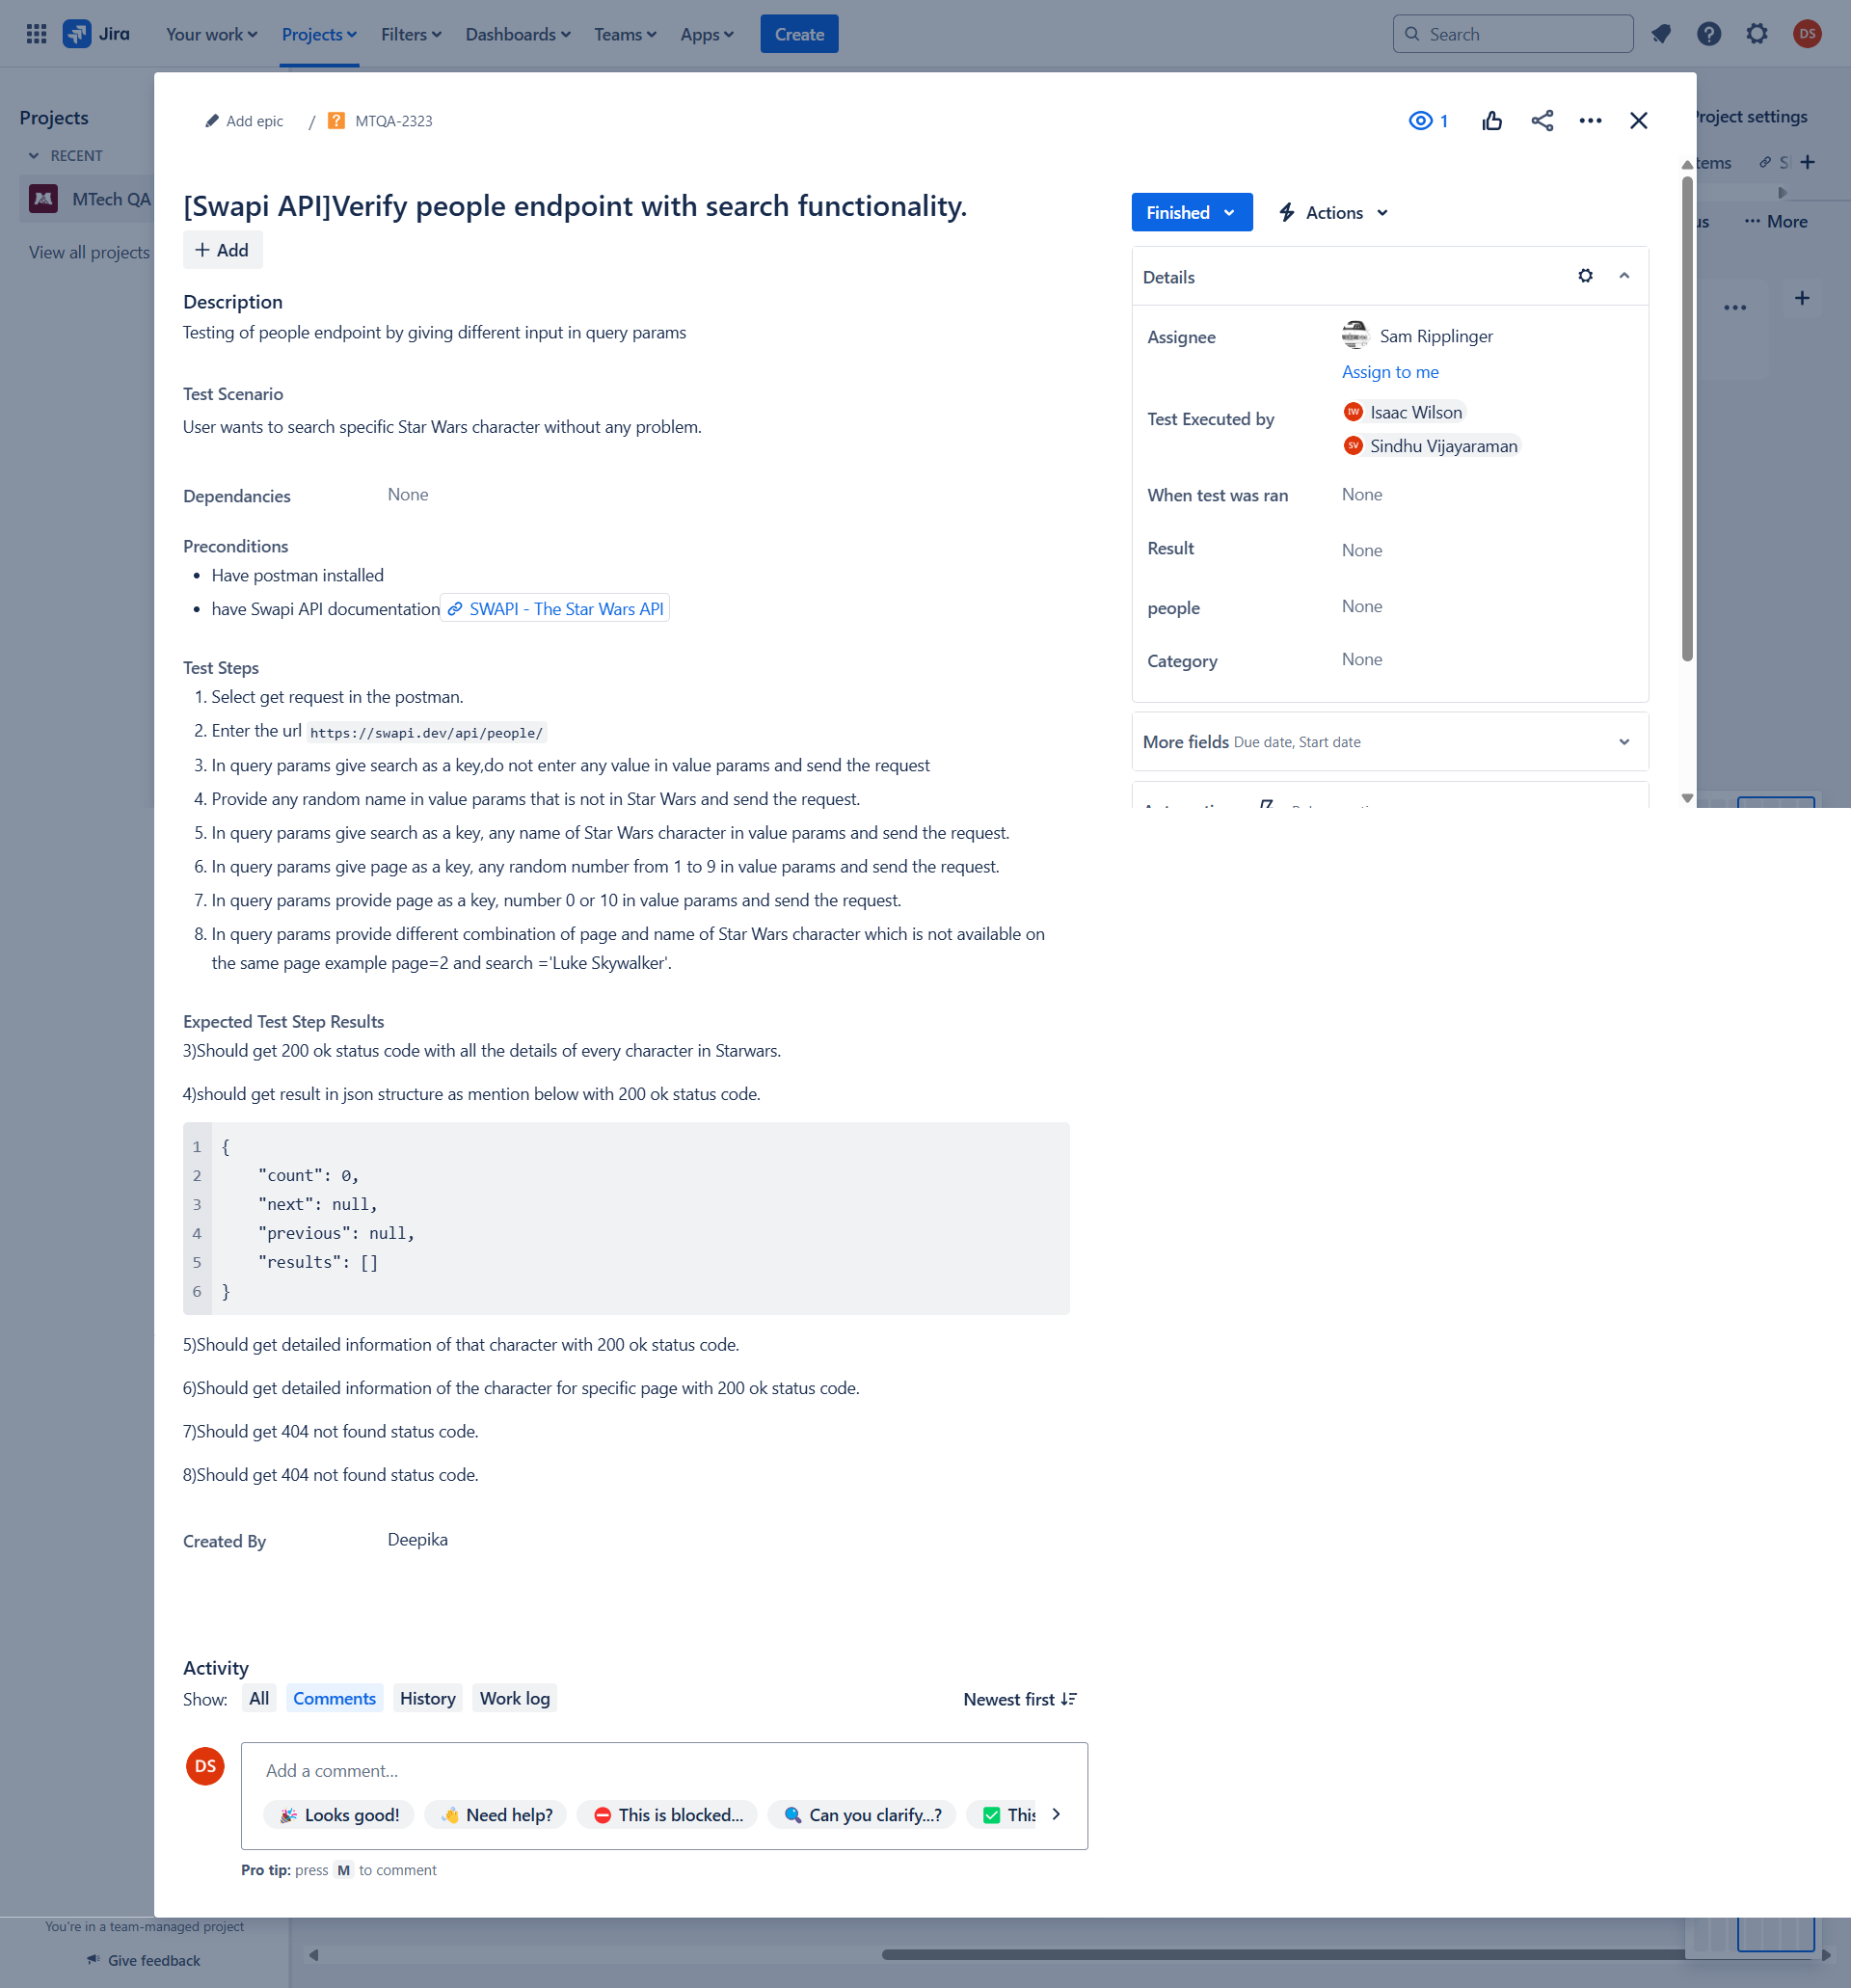 Jira
Your work
Projects
Filters
Dashboards
Teams
Apps
Create
Search
DS
Projects
RECENT
MTech QA
View all projects
Project settings
More
Add epic / MTQA-2323
1
[Swapi API]Verify people endpoint with search functionality.
+ Add
Description
Testing of people endpoint by giving different input in query params
Test Scenario
User wants to search specific Star Wars character without any problem.
Dependancies None
Preconditions
• Have postman installed
• have Swapi API documentation SWAPI - The Star Wars API
Test Steps
1. Select get request in the postman.
2. Enter the url https://swapi.dev/api/people/
3. In query params give search as a key,do not enter any value in value params and send the request
4. Provide any random name in value params that is not in Star Wars and send the request.
5. In query params give search as a key, any name of Star Wars character in value params and send the request.
6. In query params give page as a key, any random number from 1 to 9 in value params and send the request.
7. In query params provide page as a key, number 0 or 10 in value params and send the request.
8. In query params provide different combination of page and name of Star Wars character which is not available on
the same page example page=2 and search ='Luke Skywalker'.
Expected Test Step Results
3)Should get 200 ok status code with all the details of every character in Starwars.
4)should get result in json structure as mention below with 200 ok status code.
1 {
2 "count": 0,
3 "next": null,
4 "previous": null,
5 "results": []
6 }
5)Should get detailed information of that character with 200 ok status code.
6)Should get detailed information of the character for specific page with 200 ok status code.
7)Should get 404 not found status code.
8)Should get 404 not found status code.
Created By Deepika
Finished
Actions
Details
Assignee Sam Ripplinger
Assign to me
Test Executed by IW Isaac Wilson
SV Sindhu Vijayaraman
When test was ran None
Result None
people None
Category None
More fields Due date, Start date
Activity
Show: All Comments History Work log
Newest first
DS
Add a comment...
Looks good!
Need help?
This is blocked...
Can you clarify...?
This
Pro tip: press M to comment
You're in a team-managed project
Give feedback